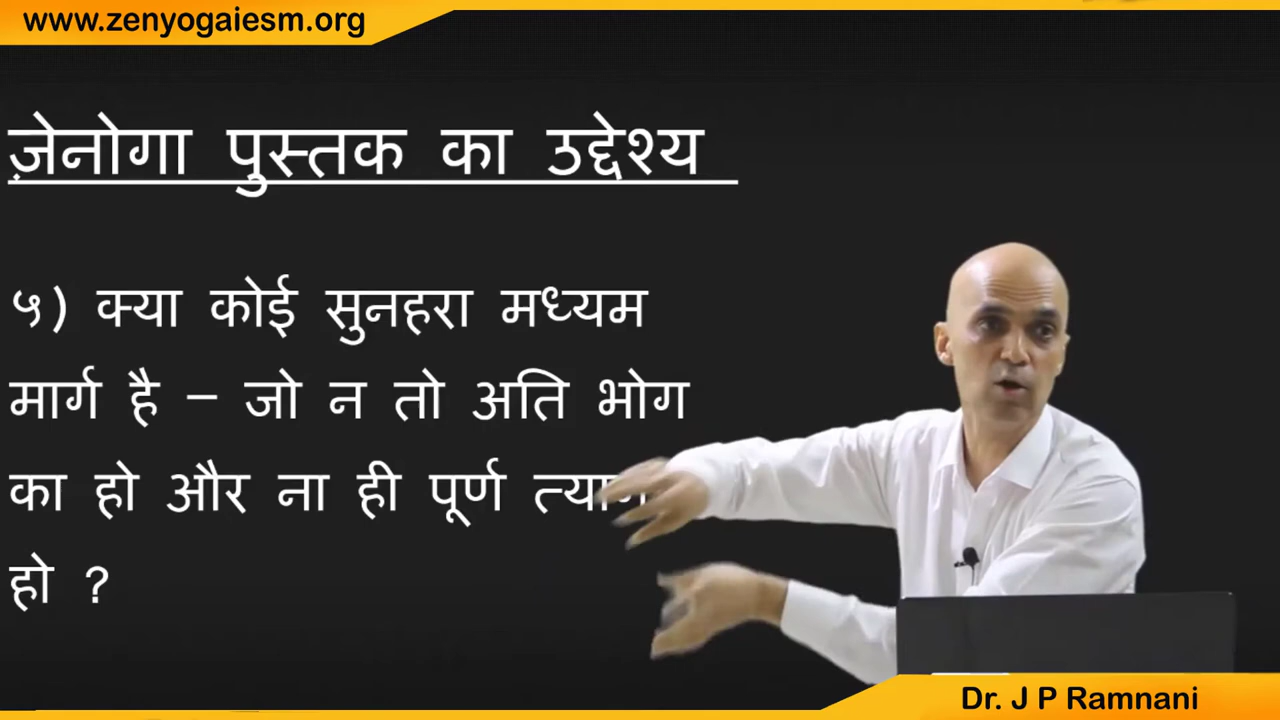 www.zenyogaiesm.org
ज़ेनोगा पुस्तक का उद्देश्य
५) क्या कोई सुनहरा मध्यम
मार्ग है – जो न तो अति भोग
का हो और ना ही पूर्ण
हो ?
Dr. J P Ramnani